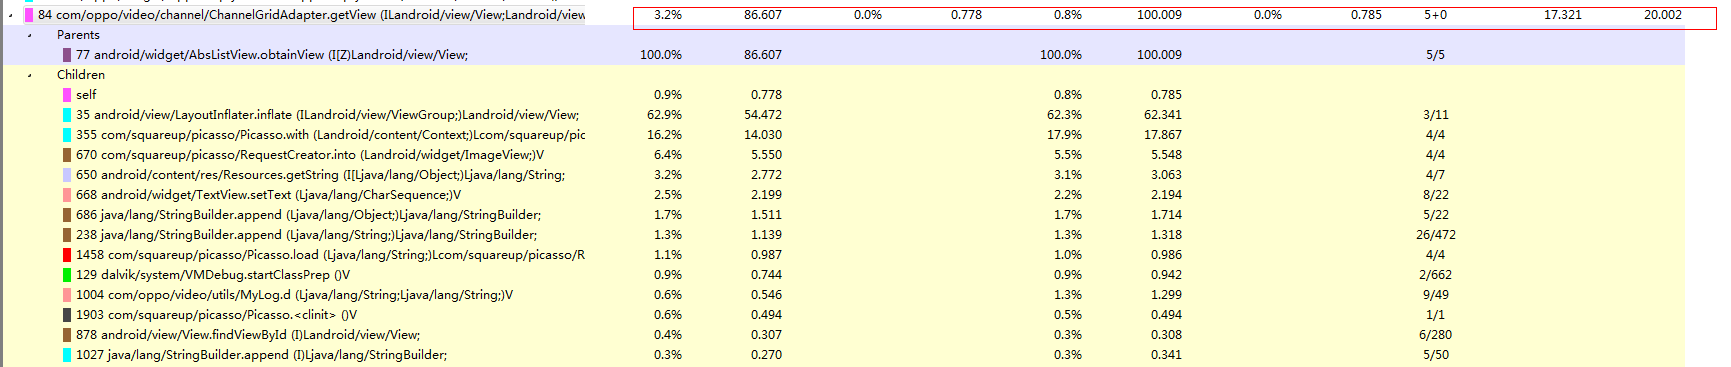 84 com/oppo/video/channel/ChannelGridAdapter.getView (ILandroid/view/View;Landroid/view 3.2% 86.607 0.0% 0.778 0.8% 100.009 0.0% 0.785 5+0 17.321 20.002
Parents
77 android/widget/AbsListView.obtainView (I[Z)Landroid/view/View; 100.0% 86.607 100.0% 100.009 5/5
Children
self 0.9% 0.778 0.8% 0.785
35 android/view/LayoutInflater.inflate (ILandroid/view/ViewGroup;)Landroid/view/View; 62.9% 54.472 62.3% 62.341 3/11
355 com/squareup/picasso/Picasso.with (Landroid/content/Context;)Lcom/squareup/pic 16.2% 14.030 17.9% 17.867 4/4
670 com/squareup/picasso/RequestCreator.into (Landroid/widget/ImageView;)V 6.4% 5.550 5.5% 5.548 4/4
650 android/content/res/Resources.getString (I[Ljava/lang/Object;)Ljava/lang/String; 3.2% 2.772 3.1% 3.063 4/7
668 android/widget/TextView.setText (Ljava/lang/CharSequence;)V 2.5% 2.199 2.2% 2.194 8/22
686 java/lang/StringBuilder.append (Ljava/lang/Object;)Ljava/lang/StringBuilder; 1.7% 1.511 1.7% 1.714 5/22
238 java/lang/StringBuilder.append (Ljava/lang/String;)Ljava/lang/StringBuilder; 1.3% 1.139 1.3% 1.318 26/472
1458 com/squareup/picasso/Picasso.load (Ljava/lang/String;)Lcom/squareup/picasso/R 1.1% 0.987 1.0% 0.986 4/4
129 dalvik/system/VMDebug.startClassPrep ()V 0.9% 0.744 0.9% 0.942 2/662
1004 com/oppo/video/utils/MyLog.d (Ljava/lang/String;Ljava/lang/String;)V 0.6% 0.546 1.3% 1.299 9/49
1903 com/squareup/picasso/Picasso.<clinit> ()V 0.6% 0.494 0.5% 0.494 1/1
878 android/view/View.findViewById (I)Landroid/view/View; 0.4% 0.307 0.3% 0.308 6/280
1027 java/lang/StringBuilder.append (I)Ljava/lang/StringBuilder; 0.3% 0.270 0.3% 0.341 5/50